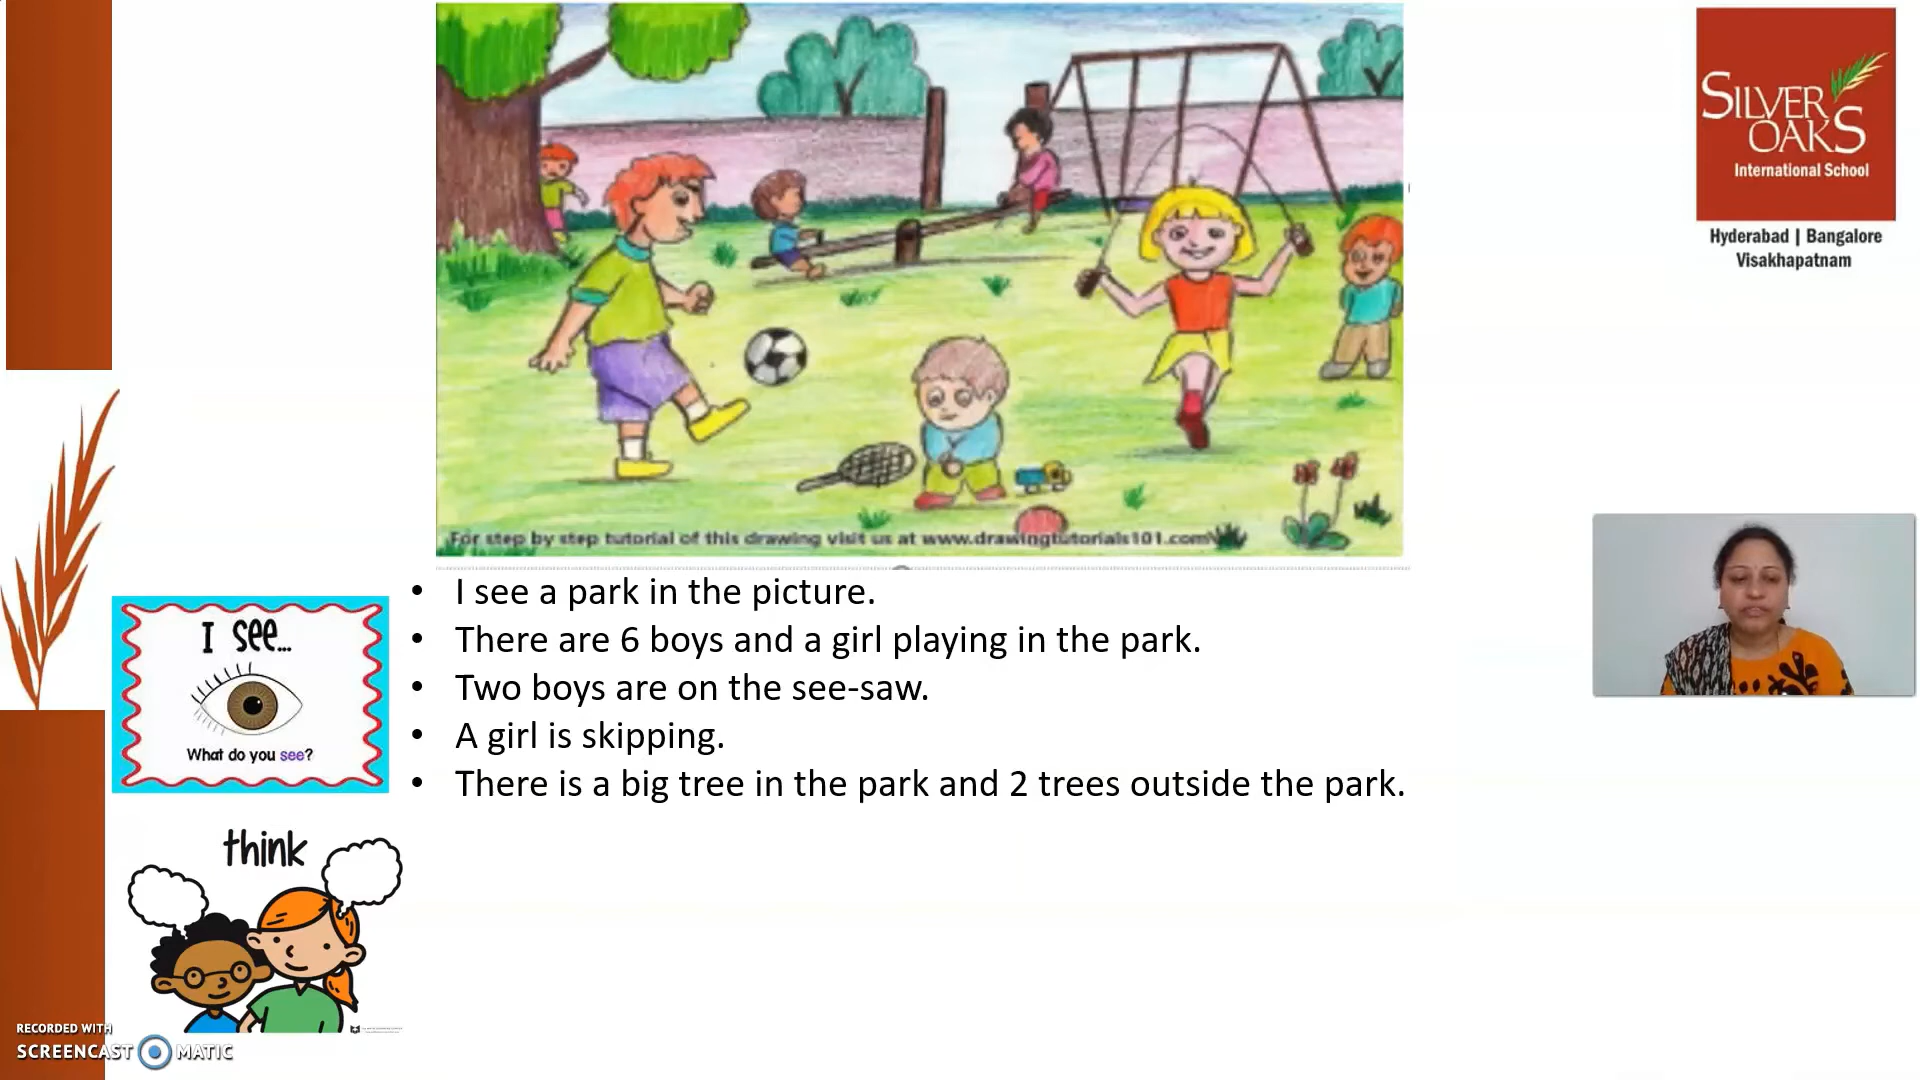 For step by step tutorial of this drawing visit us at www.drawingtutorials101.com
SILVER
OAKS
International School
Hyderabad | Bangalore
Visakhapatnam
• I see a park in the picture.
• There are 6 boys and a girl playing in the park.
• Two boys are on the see-saw.
• A girl is skipping.
• There is a big tree in the park and 2 trees outside the park.
I see...
What do you see?
think
RECORDED WITH
SCREENCAST MATIC